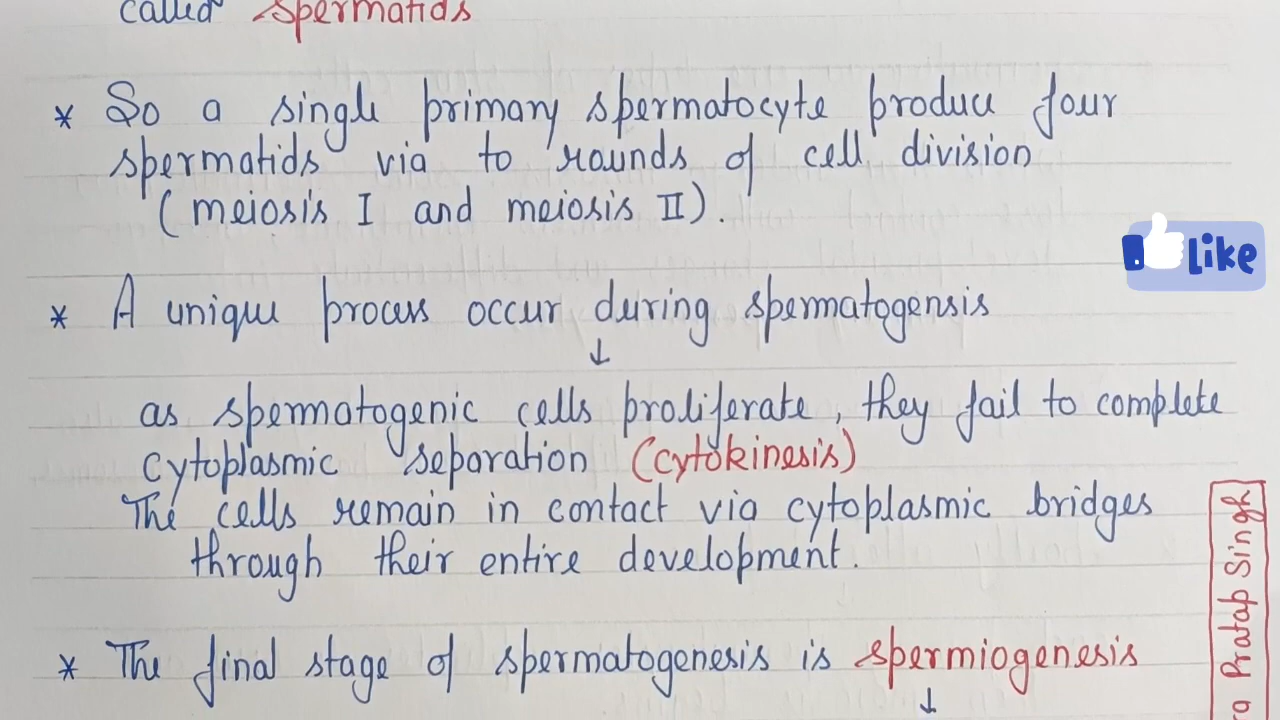 called spermatids
* So a single primary spermatocyte produce four
spermatids via to rounds of cell division
(meiosis I and meiosis II).
Like
* A unique process occur during spermatogensis
↓
as spermatogenic cells proliferate, they fail to complete
cytoplasmic separation (cytokinesis)
The cells remain in contact via cytoplasmic bridges
through their entire development.
* The final stage of spermatogenesis is spermiogenesis
↓
a Pratap Singh